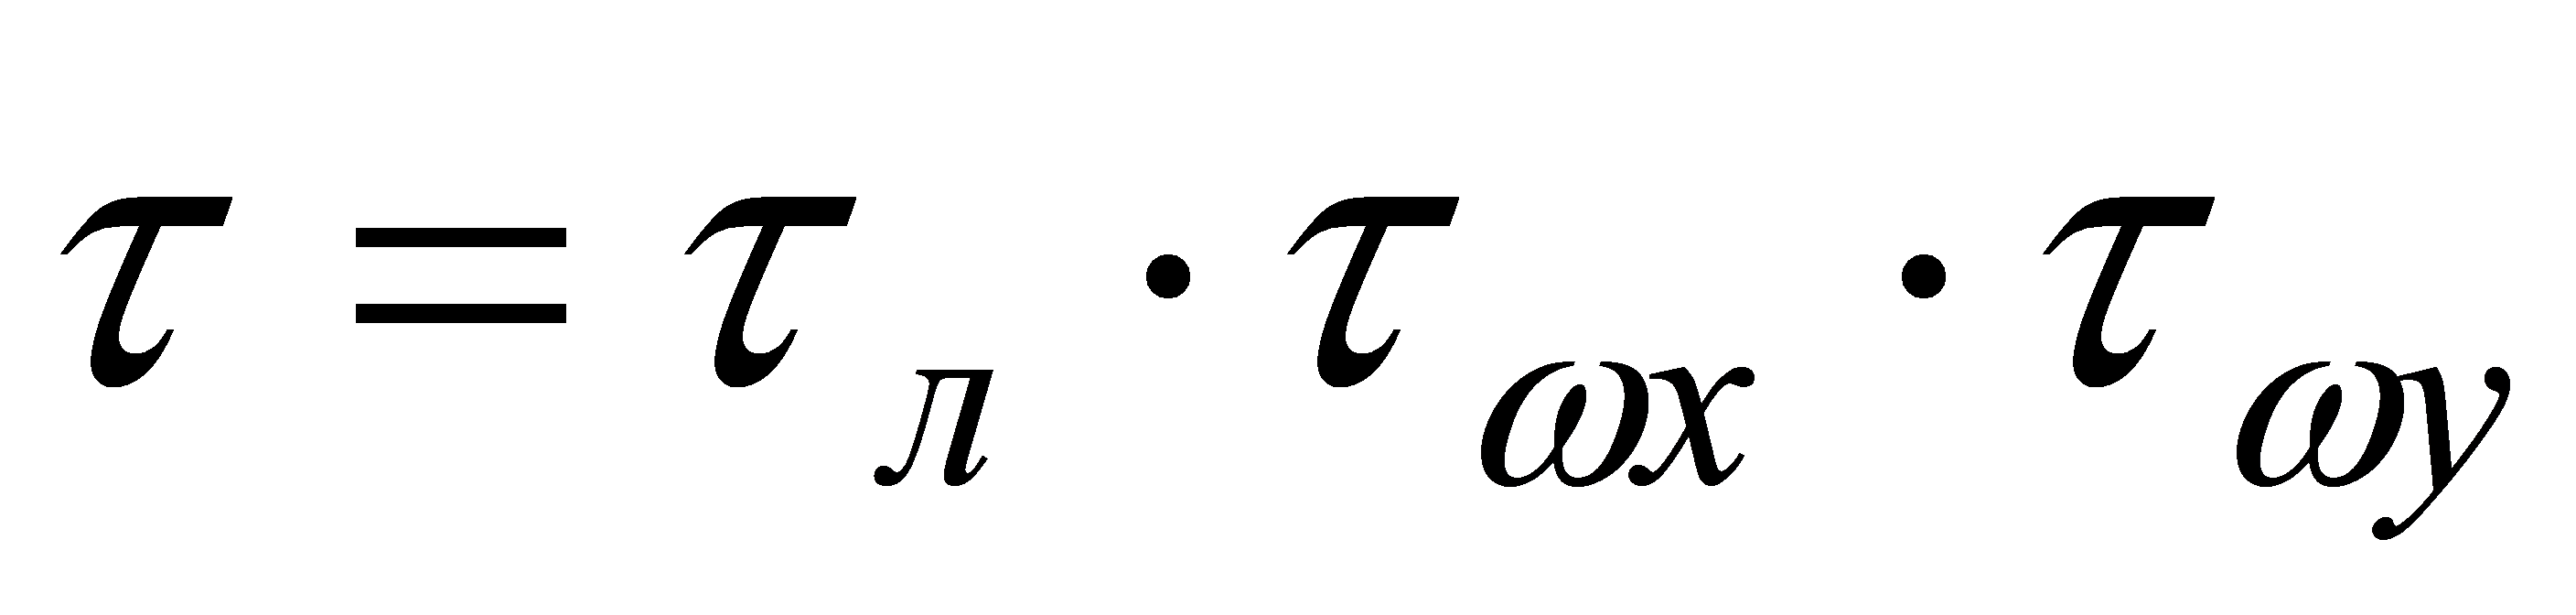 τ = τ_л · τ_ωx · τ_ωy